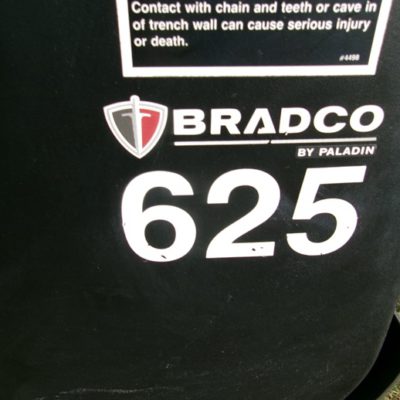 Contact with chain and teeth or cave in
of trench wall can cause serious injury
or death.
#4498
BRADCO
BY PALADIN
625